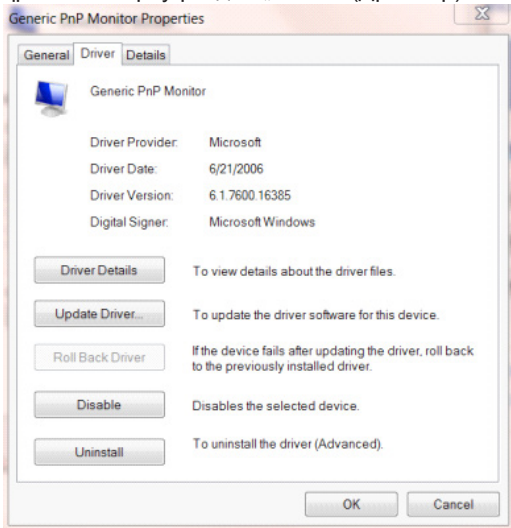 Generic PnP Monitor Properties
General Driver Details
Generic PnP Monitor
Driver Provider: Microsoft
Driver Date: 6/21/2006
Driver Version: 6.1.7600.16385
Digital Signer: Microsoft Windows
Driver Details To view details about the driver files.
Update Driver... To update the driver software for this device.
Roll Back Driver If the device fails after updating the driver, roll back
to the previously installed driver.
Disable Disables the selected device.
Uninstall To uninstall the driver (Advanced).
OK Cancel